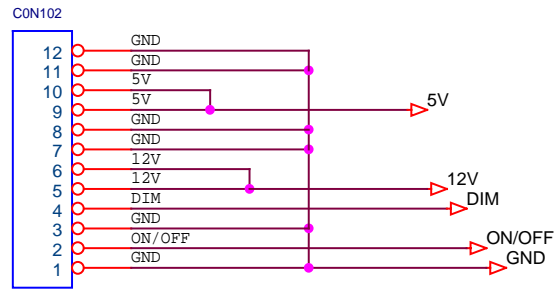 C0N102
12 GND
11 GND
10 5V
9 5V 5V
8 GND
7 GND
6 12V
5 12V 12V
4 DIM DIM
3 GND
2 ON/OFF ON/OFF
1 GND GND